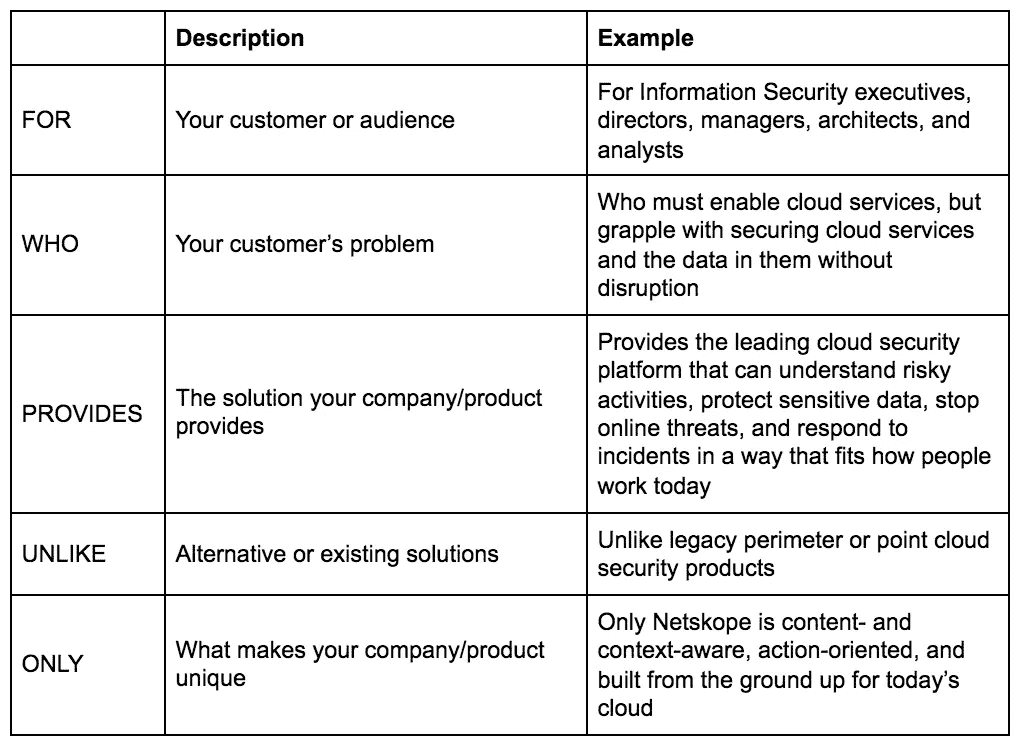 Description
Example
FOR
Your customer or audience
For Information Security executives,
directors, managers, architects, and
analysts
WHO
Your customer’s problem
Who must enable cloud services, but
grapple with securing cloud services
and the data in them without
disruption
PROVIDES
The solution your company/product
provides
Provides the leading cloud security
platform that can understand risky
activities, protect sensitive data, stop
online threats, and respond to
incidents in a way that fits how people
work today
UNLIKE
Alternative or existing solutions
Unlike legacy perimeter or point cloud
security products
ONLY
What makes your company/product
unique
Only Netskope is content- and
context-aware, action-oriented, and
built from the ground up for today’s
cloud